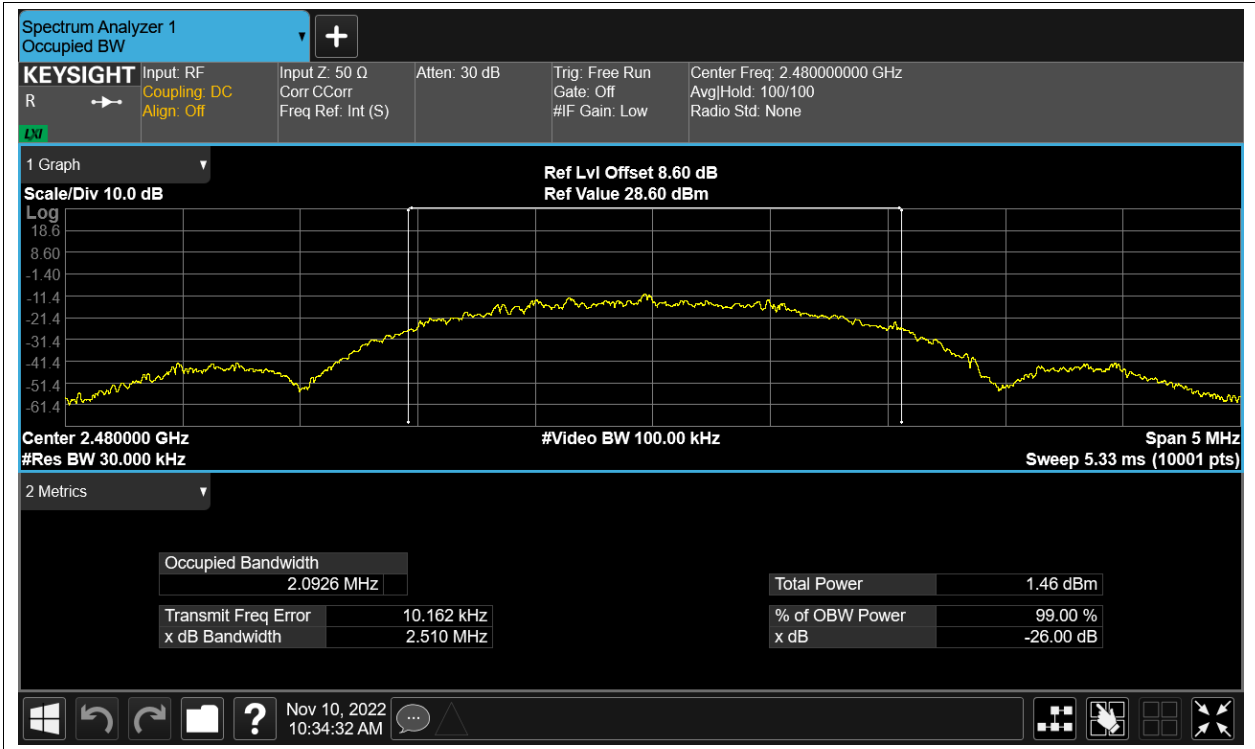 Spectrum Analyzer 1
Occupied BW
KEYSIGHT
R
LXI
Input: RF
Coupling: DC
Align: Off
Input Z: 50 Ω
Corr CCorr
Freq Ref: Int (S)
Atten: 30 dB
Trig: Free Run
Gate: Off
#IF Gain: Low
Center Freq: 2.480000000 GHz
Avg|Hold: 100/100
Radio Std: None
1 Graph
Scale/Div 10.0 dB
Ref Lvl Offset 8.60 dB
Ref Value 28.60 dBm
Log
18.6
8.60
-1.40
-11.4
-21.4
-31.4
-41.4
-51.4
-61.4
Center 2.480000 GHz
#Res BW 30.000 kHz
#Video BW 100.00 kHz
Span 5 MHz
Sweep 5.33 ms (10001 pts)
2 Metrics
Occupied Bandwidth
2.0926 MHz
Transmit Freq Error 10.162 kHz
x dB Bandwidth 2.510 MHz
Total Power 1.46 dBm
% of OBW Power 99.00 %
x dB -26.00 dB
?
Nov 10, 2022
10:34:32 AM